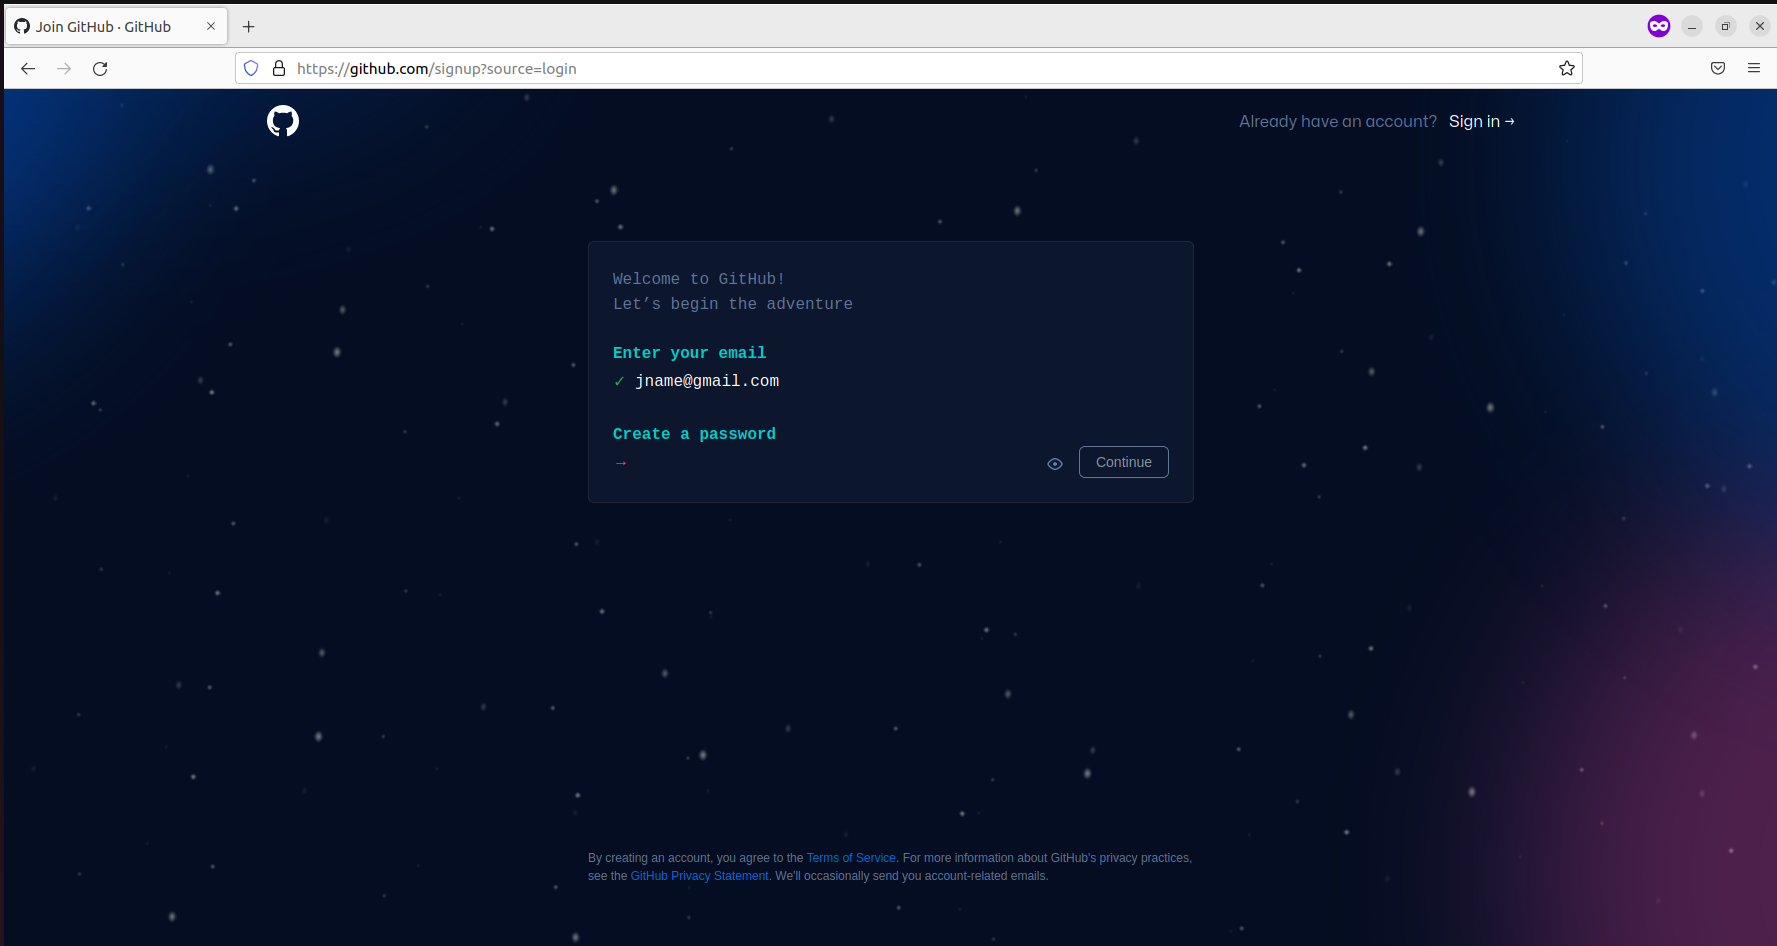 Join GitHub · GitHub
https://github.com/signup?source=login
Already have an account? Sign in →
Welcome to GitHub!
Let’s begin the adventure
Enter your email
✓ jname@gmail.com
Create a password
→
Continue
By creating an account, you agree to the Terms of Service. For more information about GitHub's privacy practices,
see the GitHub Privacy Statement. We'll occasionally send you account-related emails.